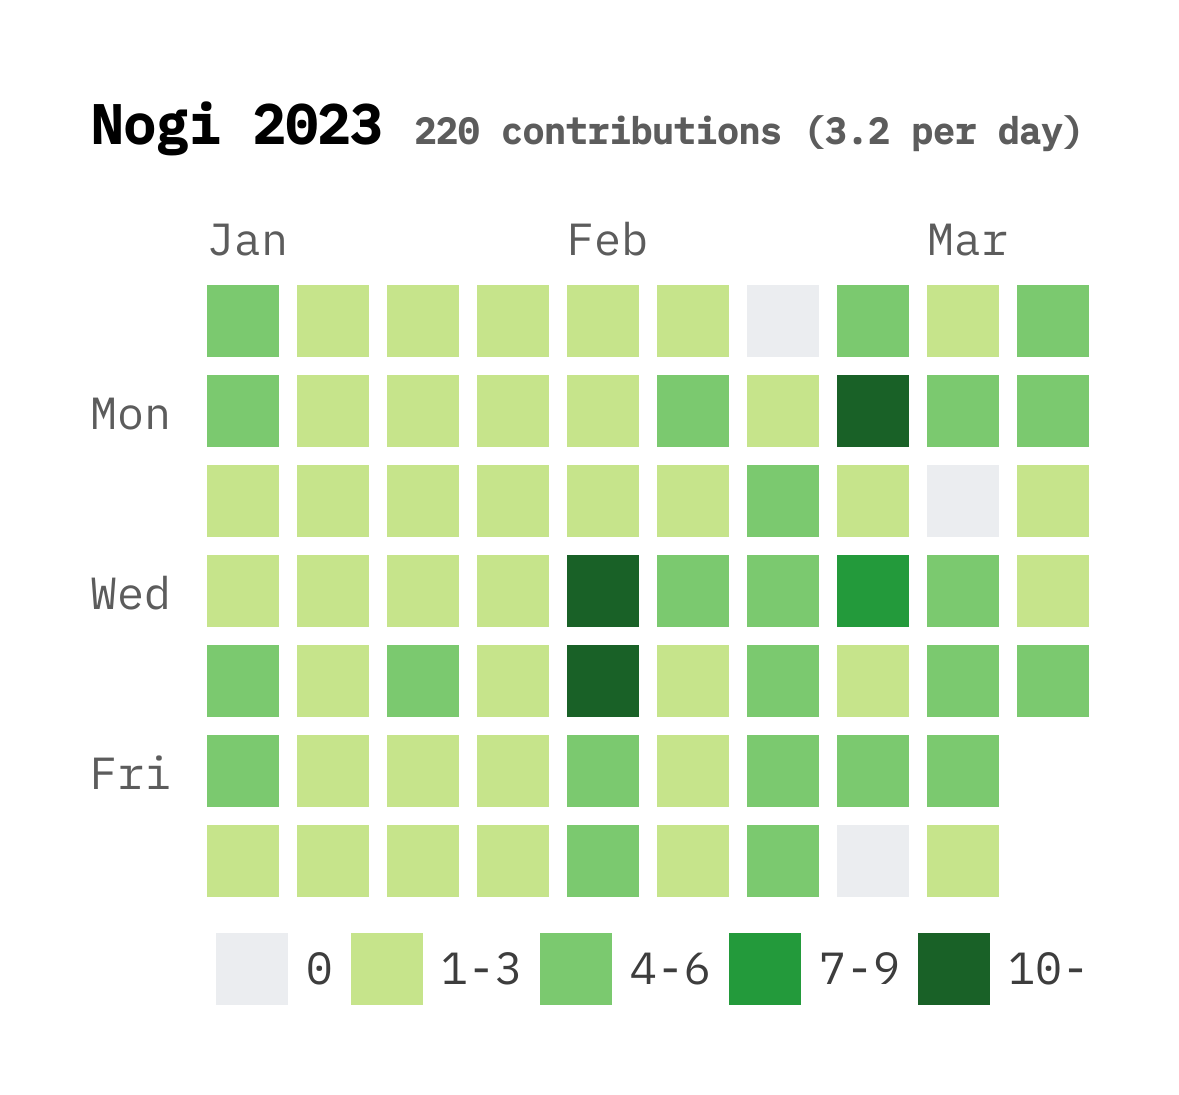 Nogi 2023 220 contributions (3.2 per day)
Jan Feb Mar
Mon
Wed
Fri
0 1-3 4-6 7-9 10-